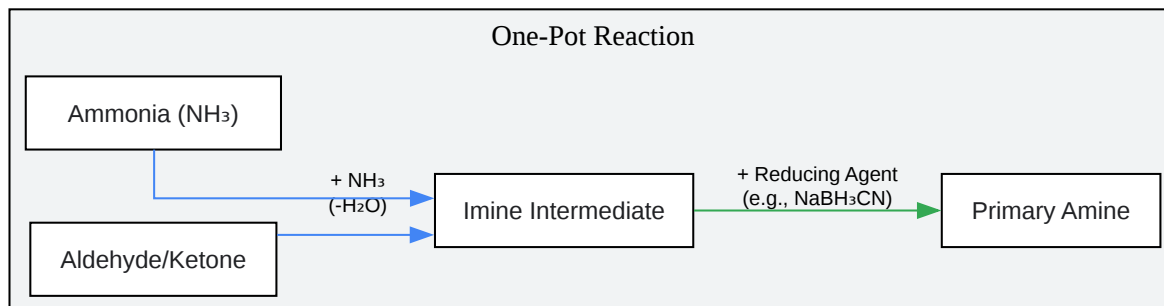 One-Pot Reaction
Ammonia (NH₃)
+ NH₃
(-H₂O)
Aldehyde/Ketone
Imine Intermediate
+ Reducing Agent
(e.g., NaBH₃CN)
Primary Amine